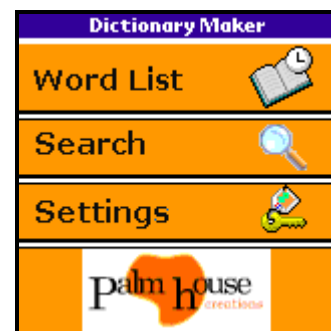 Dictionary Maker
Word List
Search
Settings
palm house
creations